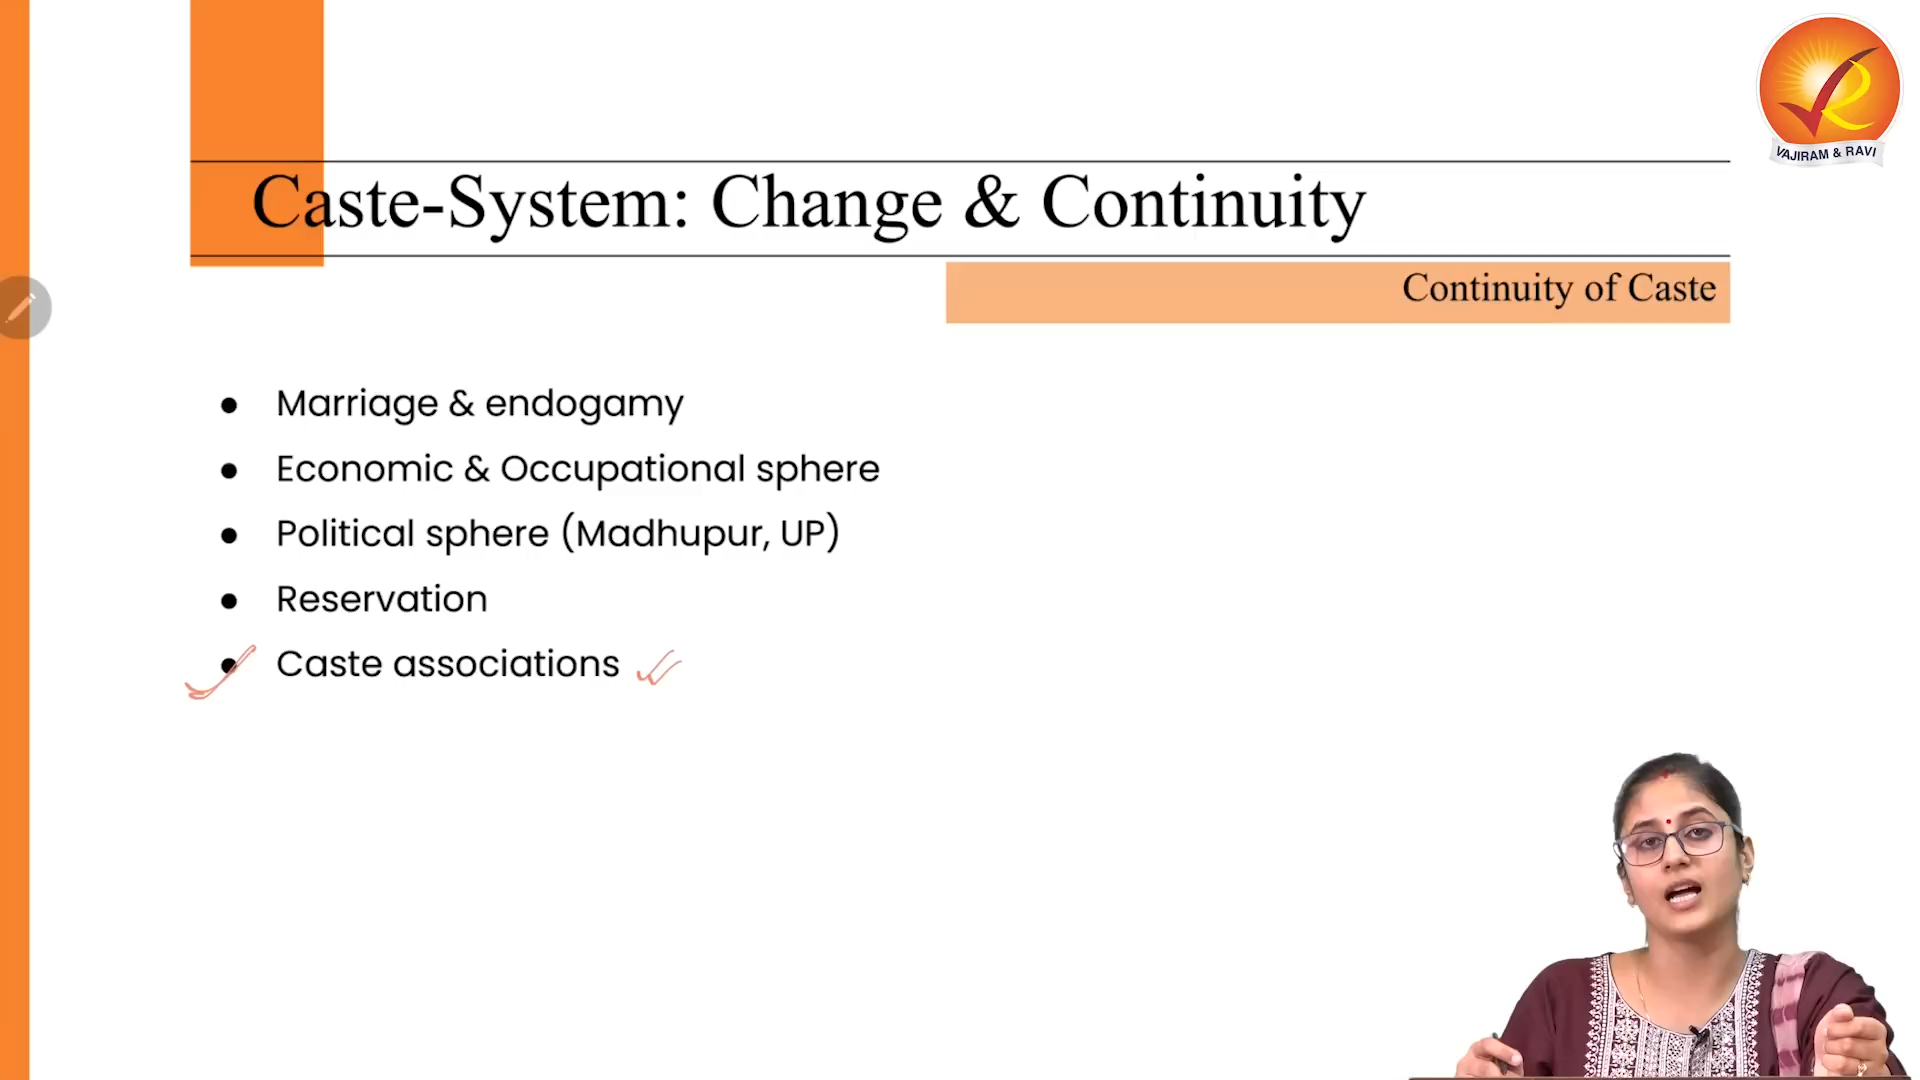 VAJIRAM & RAVI
Caste-System: Change & Continuity
Continuity of Caste
● Marriage & endogamy
● Economic & Occupational sphere
● Political sphere (Madhupur, UP)
● Reservation
● Caste associations